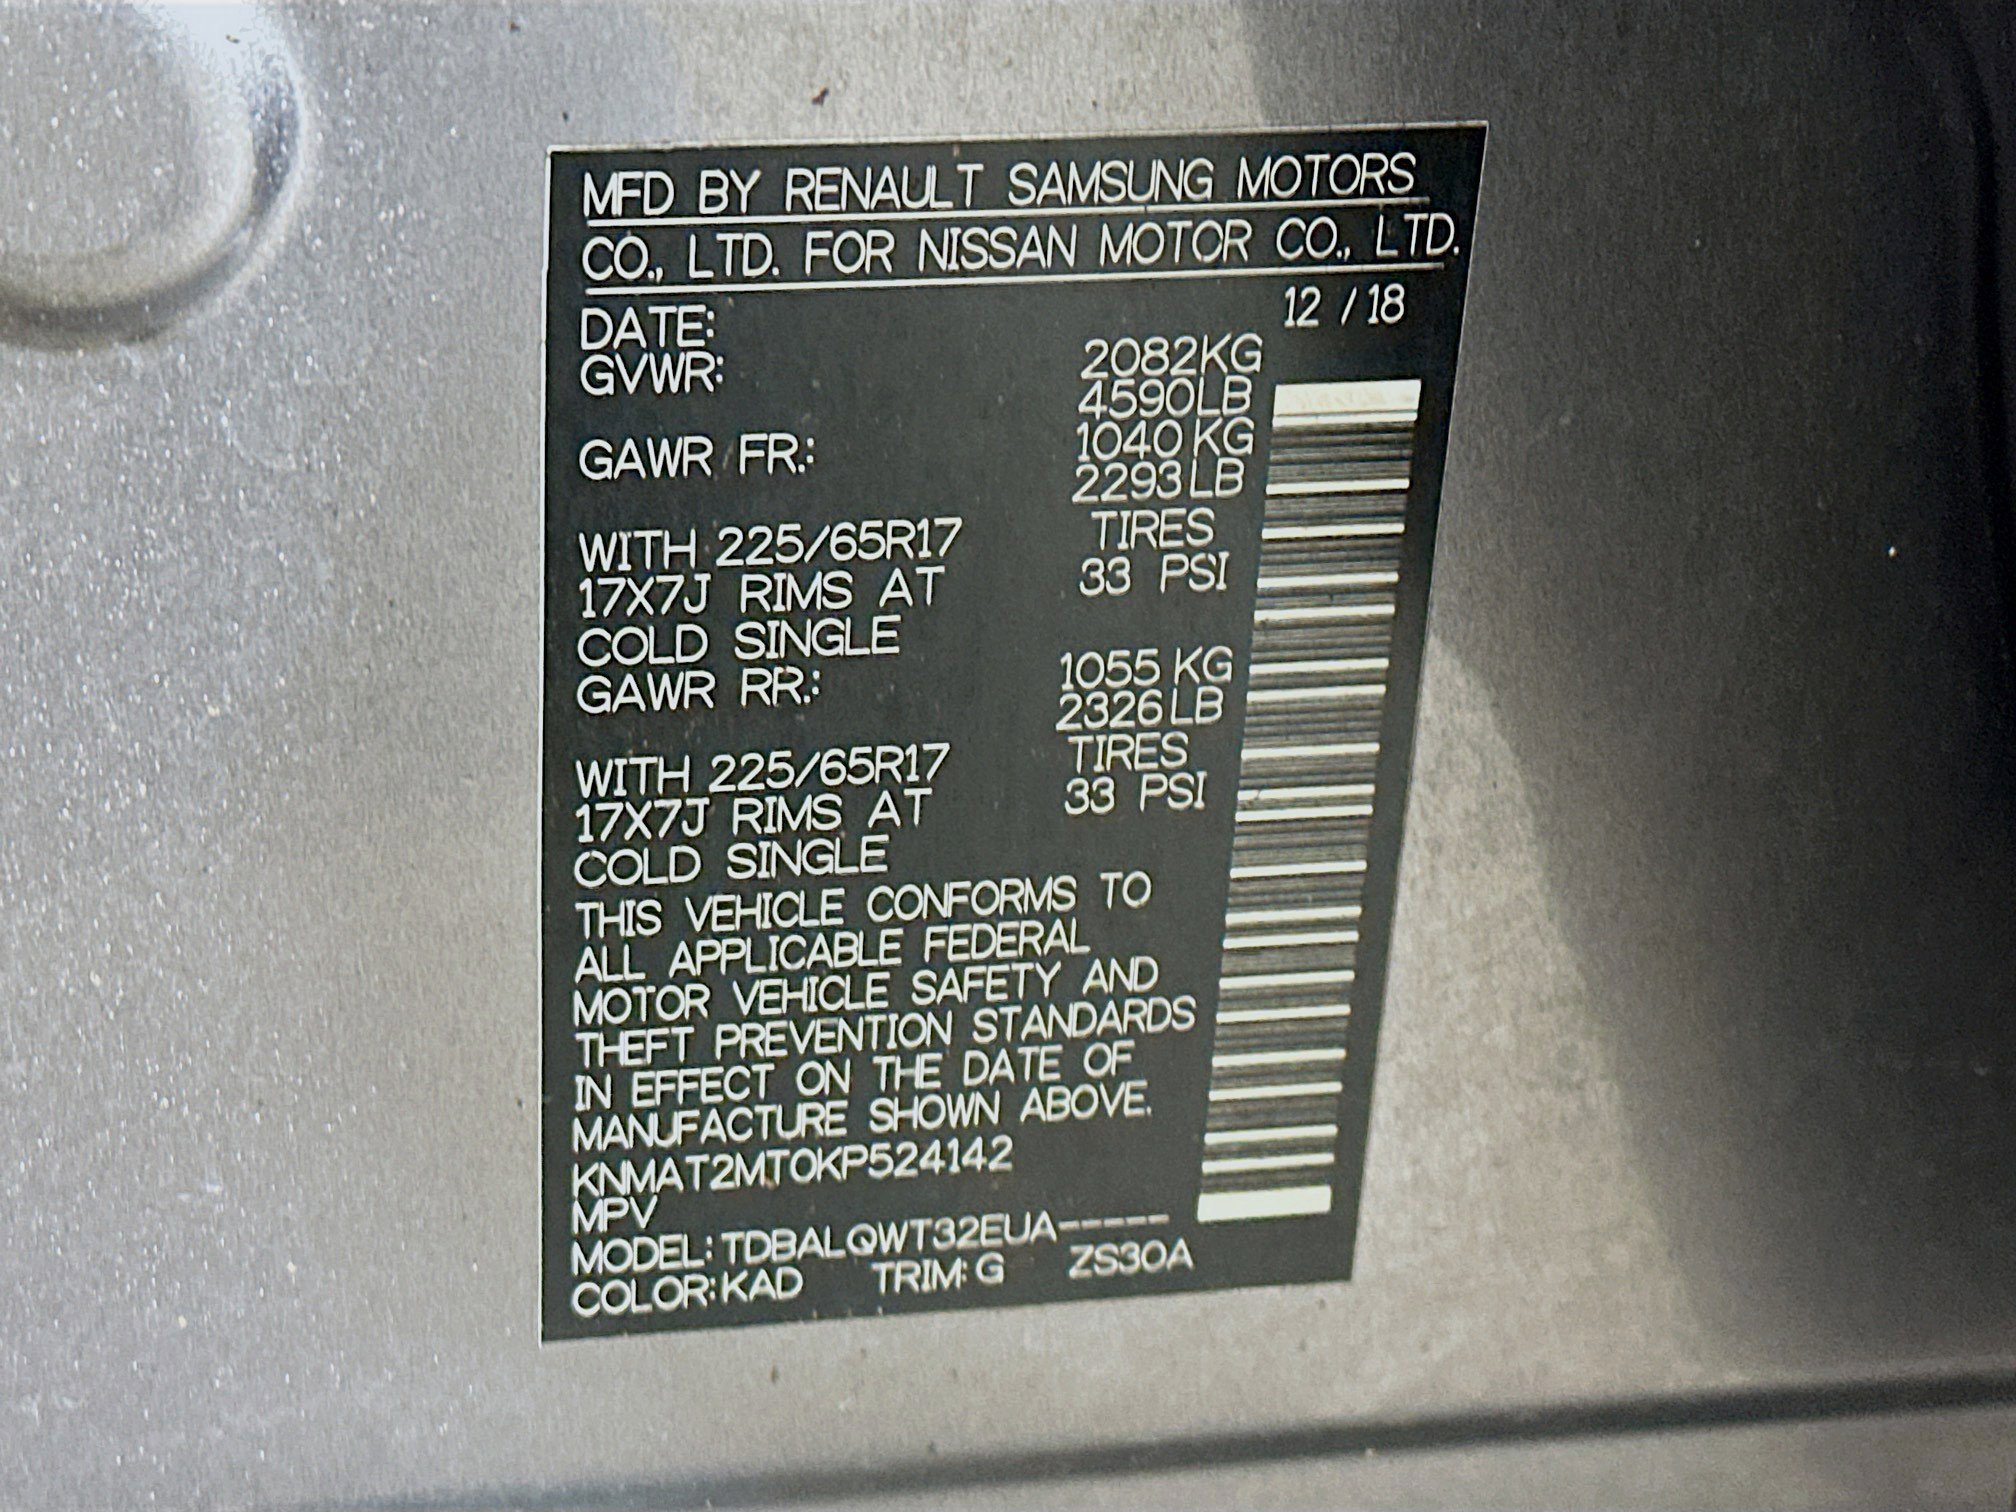 MFD BY RENAULT SAMSUNG MOTORS
CO., LTD. FOR NISSAN MOTOR CO., LTD.
DATE: 12 / 18
GVWR: 2082KG
4590LB
GAWR FR.: 1040 KG
2293LB
WITH 225/65R17 TIRES
17X7J RIMS AT 33 PSI
COLD SINGLE
GAWR RR.: 1055 KG
2326LB
WITH 225/65R17 TIRES
17X7J RIMS AT 33 PSI
COLD SINGLE
THIS VEHICLE CONFORMS TO
ALL APPLICABLE FEDERAL
MOTOR VEHICLE SAFETY AND
THEFT PREVENTION STANDARDS
IN EFFECT ON THE DATE OF
MANUFACTURE SHOWN ABOVE.
KNMAT2MT0KP524142
MPV
MODEL: TDBALQWT32EUA-----
COLOR: KAD TRIM: G ZS30A